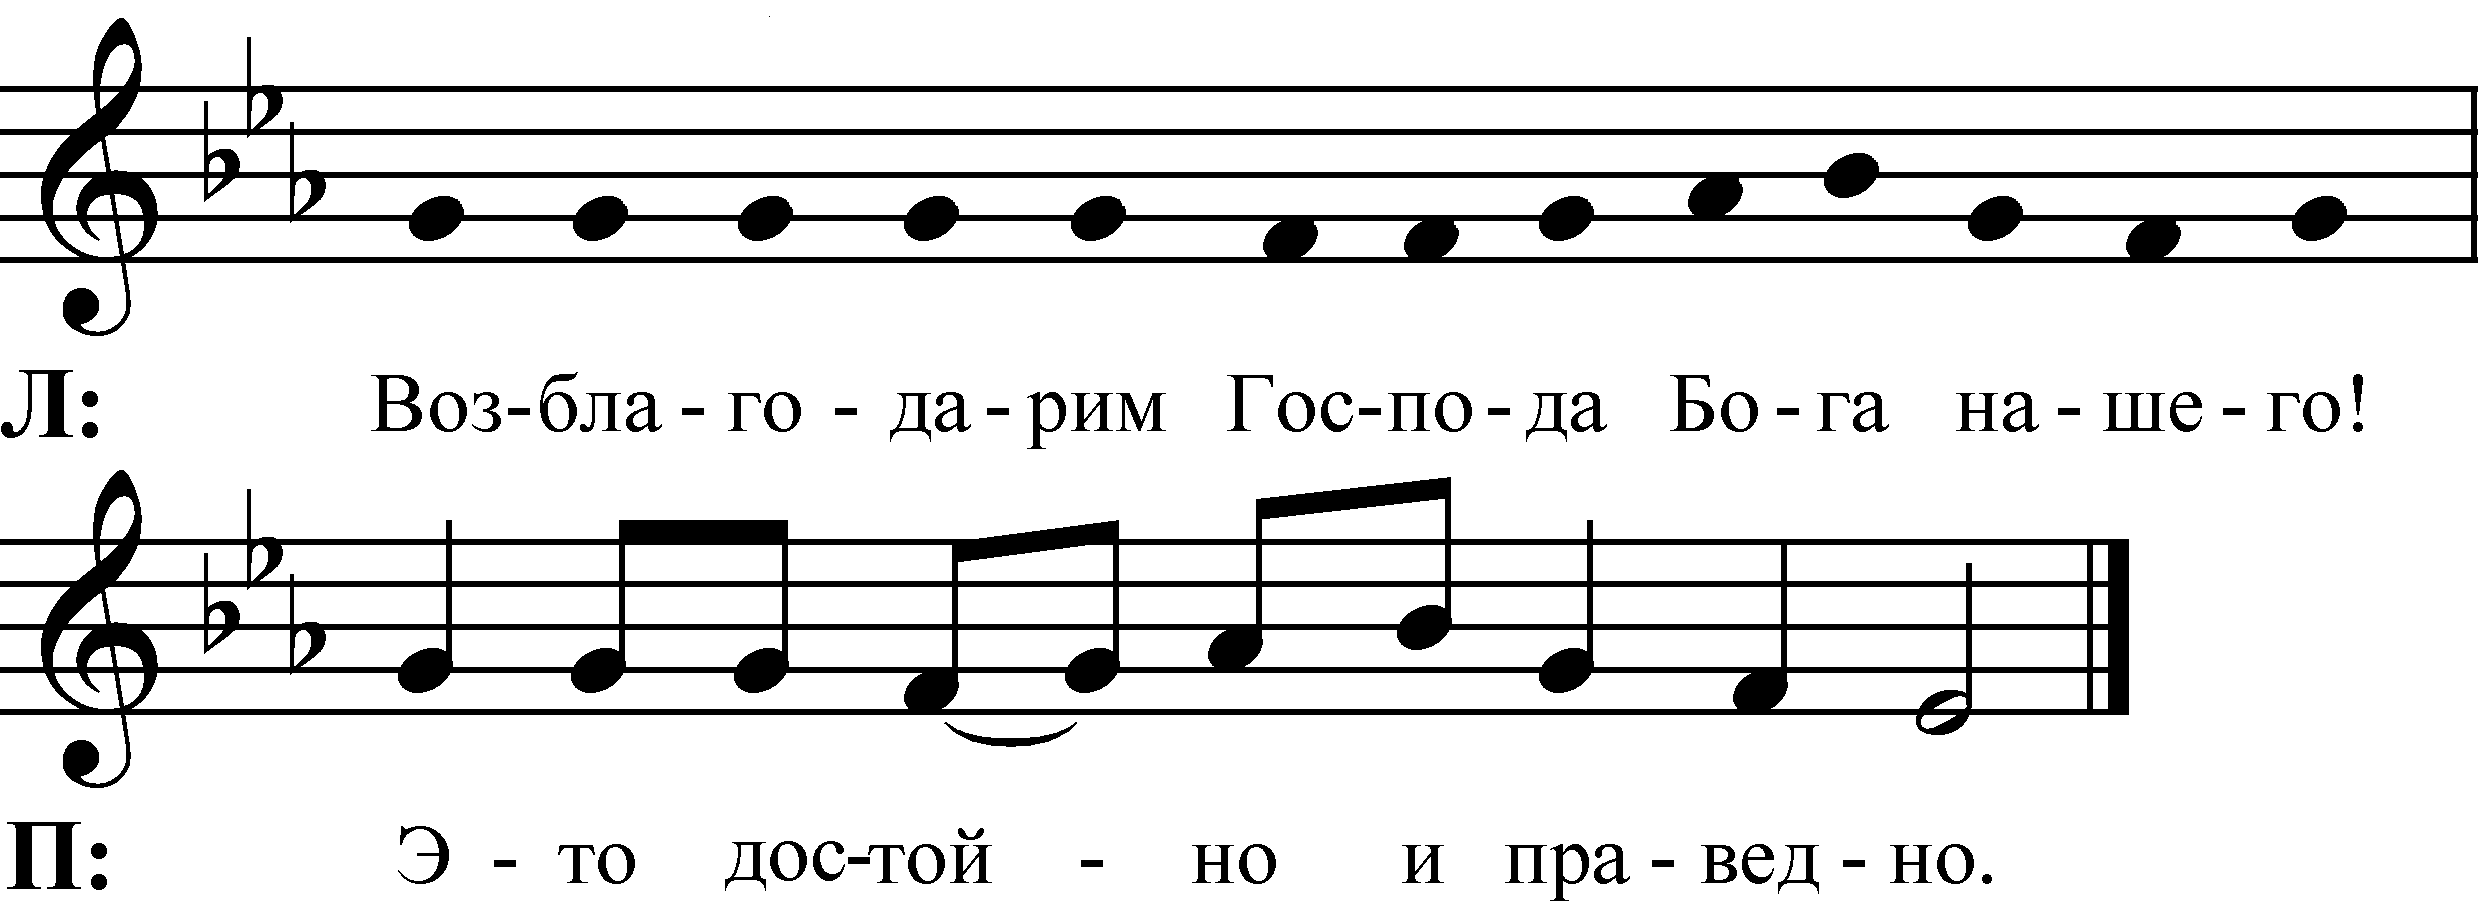 Л: Воз-бла - го - да - рим Гос-по - да Бо - га на - ше - го!
П: Э - то дос-той - но и пра - вед - но.